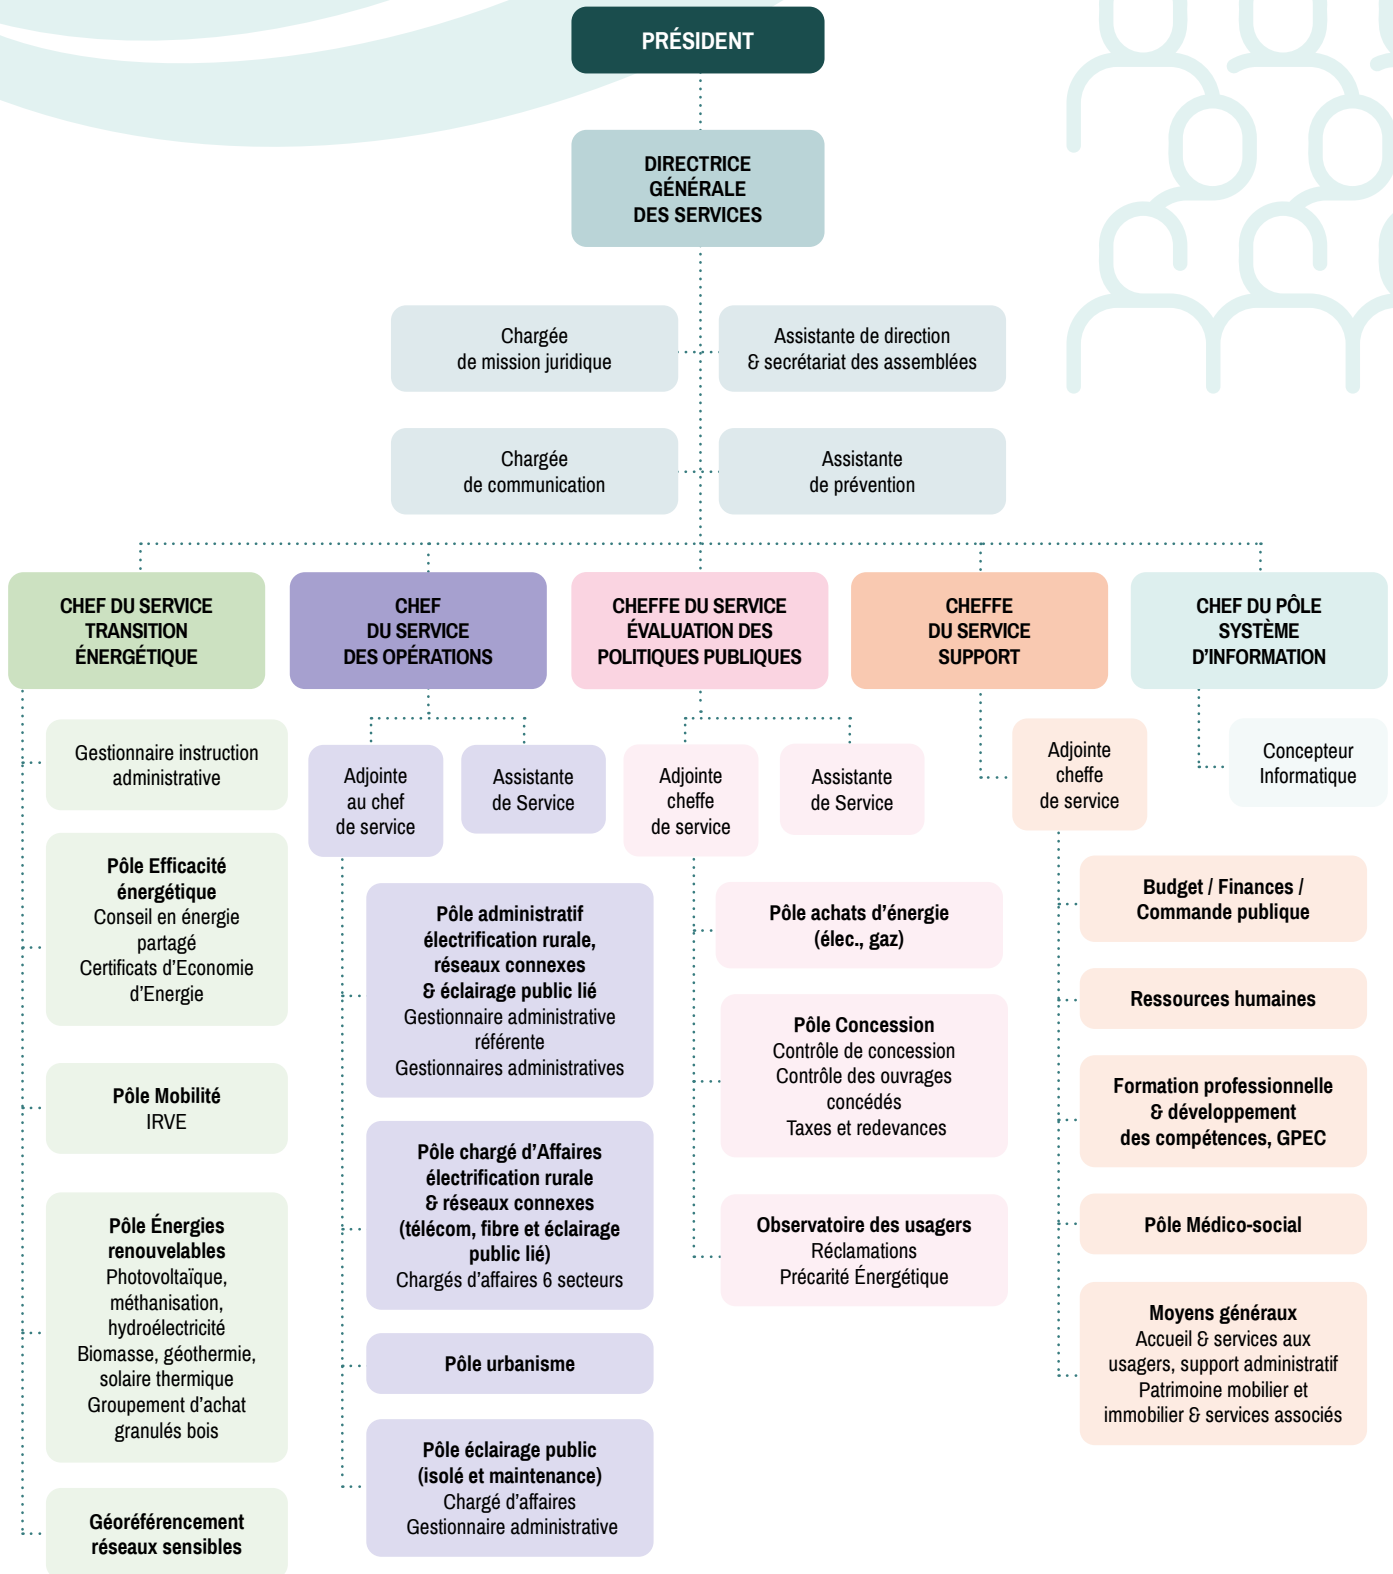 PRÉSIDENT
DIRECTRICE
GÉNÉRALE
DES SERVICES
Chargée
de mission juridique
Assistante de direction
& secrétariat des assemblées
Chargée
de communication
Assistante
de prévention
CHEF DU SERVICE
TRANSITION
ÉNERGÉTIQUE
Gestionnaire instruction
administrative
Pôle Efficacité
énergétique
Conseil en énergie
partagé
Certificats d'Economie
d'Energie
Pôle Mobilité
IRVE
Pôle Énergies
renouvelables
Photovoltaïque,
méthanisation,
hydroélectricité
Biomasse, géothermie,
solaire thermique
Groupement d'achat
granulés bois
Géoréférencement
réseaux sensibles
CHEF
DU SERVICE
DES OPÉRATIONS
Adjointe
au chef
de service
Assistante
de Service
Pôle administratif
électrification rurale,
réseaux connexes
& éclairage public lié
Gestionnaire administrative
référente
Gestionnaires administratives
Pôle chargé d'Affaires
électrification rurale
& réseaux connexes
(télécom, fibre et éclairage
public lié)
Chargés d'affaires 6 secteurs
Pôle urbanisme
Pôle éclairage public
(isolé et maintenance)
Chargé d'affaires
Gestionnaire administrative
CHEFFE DU SERVICE
ÉVALUATION DES
POLITIQUES PUBLIQUES
Adjointe
cheffe
de service
Assistante
de Service
Pôle achats d'énergie
(élec., gaz)
Pôle Concession
Contrôle de concession
Contrôle des ouvrages
concédés
Taxes et redevances
Observatoire des usagers
Réclamations
Précarité Énergétique
CHEFFE
DU SERVICE
SUPPORT
Adjointe
cheffe
de service
Budget / Finances /
Commande publique
Ressources humaines
Formation professionnelle
& développement
des compétences, GPEC
Pôle Médico-social
Moyens généraux
Accueil & services aux
usagers, support administratif
Patrimoine mobilier et
immobilier & services associés
CHEF DU PÔLE
SYSTÈME
D'INFORMATION
Concepteur
Informatique